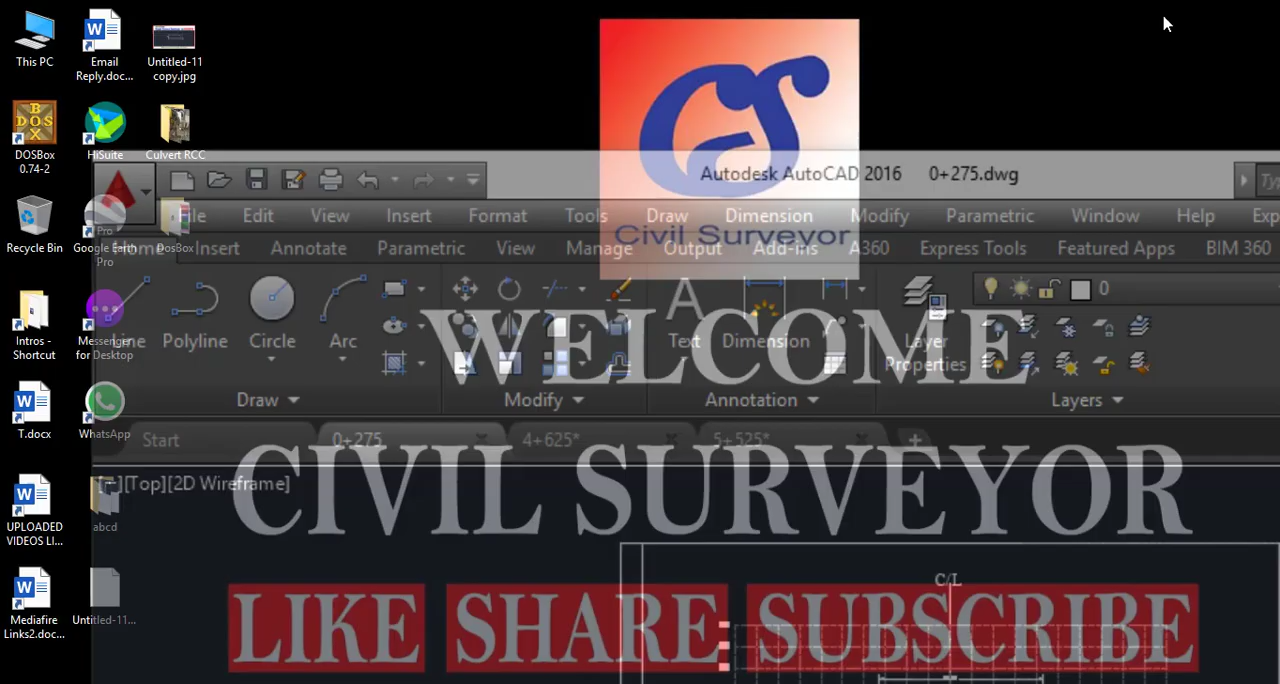 This PC
Email
Reply.doc...
Untitled-11
copy.jpg
DOSBox
0.74-2
HiSuite
Culvert RCC
Recycle Bin
Google Earth
Pro
DosBox
Intros -
Shortcut
Messenger
for Desktop
T.docx
WhatsApp
UPLOADED
VIDEOS LI...
abcd
Mediafire
Links2.doc...
Untitled-11...
Civil Surveyor
Autodesk AutoCAD 2016 0+275.dwg
File Edit View Insert Format Tools Draw Dimension Modify Parametric Window Help Exp
Home Insert Annotate Parametric View Manage Output Add-ins A360 Express Tools Featured Apps BIM 360
Pro
Line Polyline Circle Arc Text Dimension Layer
Properties
0
Draw Modify Annotation Layers
Start 0+275 4+625* 5+525*
[-][Top][2D Wireframe]
WELCOME
CIVIL SURVEYOR
C/L
LIKE SHARE SUBSCRIBE